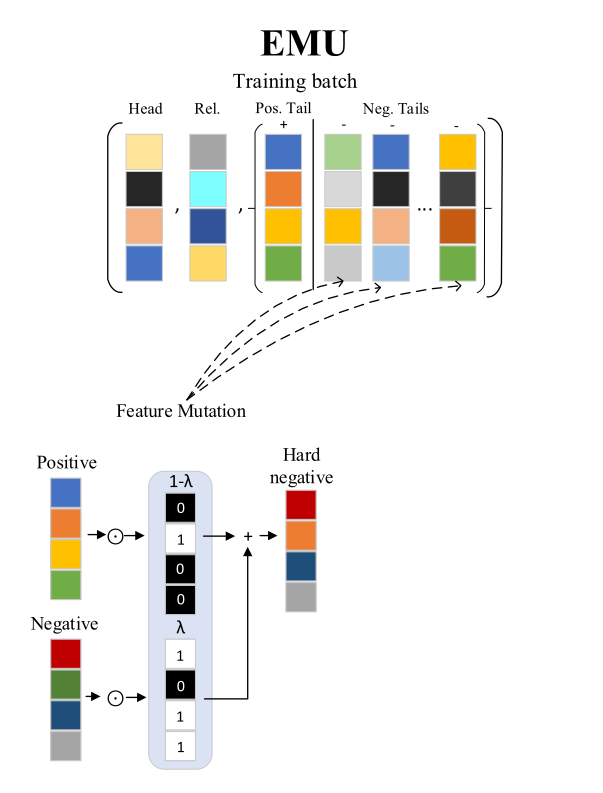 EMU
Training batch
Head Rel. Pos. Tail Neg. Tails
+ - - -
, , ...
Feature Mutation
Positive
Hard
negative
1-λ
0
1
0
0
+
Negative
λ
1
0
1
1